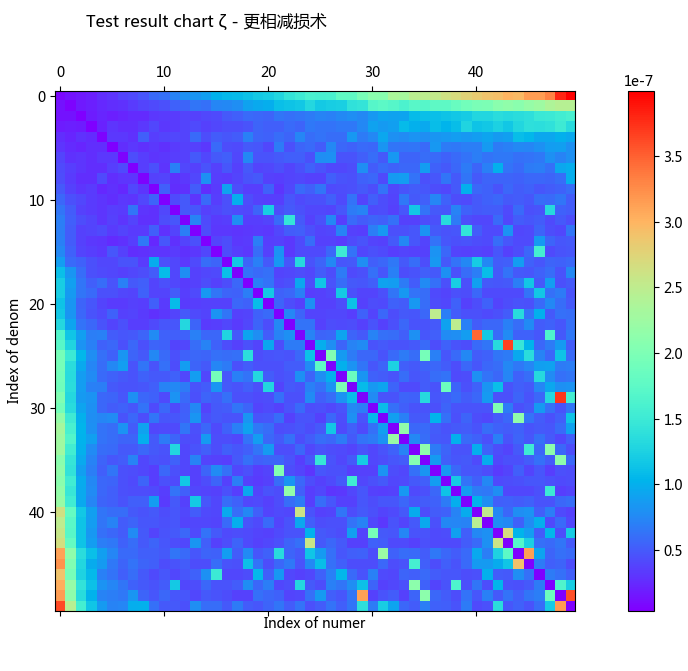 Test result chart ζ - 更相减损术
0 10 20 30 40
1e-7
0
10
20
30
40
Index of denom
Index of numer
3.5
3.0
2.5
2.0
1.5
1.0
0.5